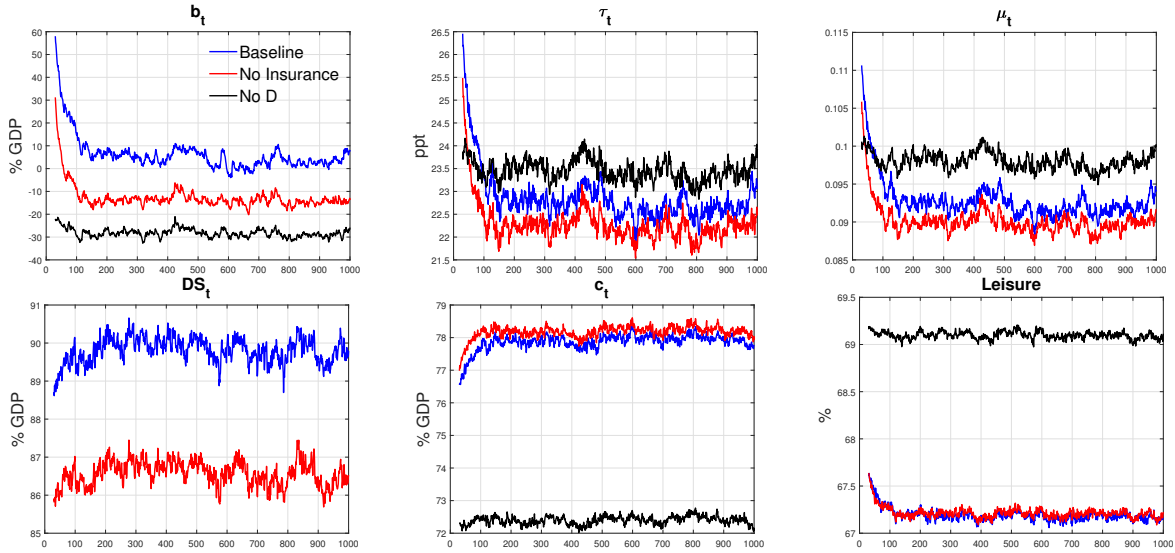 b_t
60
50
40
30
20
10
0
-10
-20
-30
-40
% GDP
Baseline
No Insurance
No D
0 100 200 300 400 500 600 700 800 900 1000
τ_t
26.5
26
25.5
25
24.5
24
23.5
23
22.5
22
21.5
ppt
0 100 200 300 400 500 600 700 800 900 1000
μ_t
0.115
0.11
0.105
0.1
0.095
0.09
0.085
0 100 200 300 400 500 600 700 800 900 1000
DS_t
91
90
89
88
87
86
85
% GDP
0 100 200 300 400 500 600 700 800 900 1000
c_t
79
78
77
76
75
74
73
72
% GDP
0 100 200 300 400 500 600 700 800 900 1000
Leisure
69.5
69
68.5
68
67.5
67
%
0 100 200 300 400 500 600 700 800 900 1000